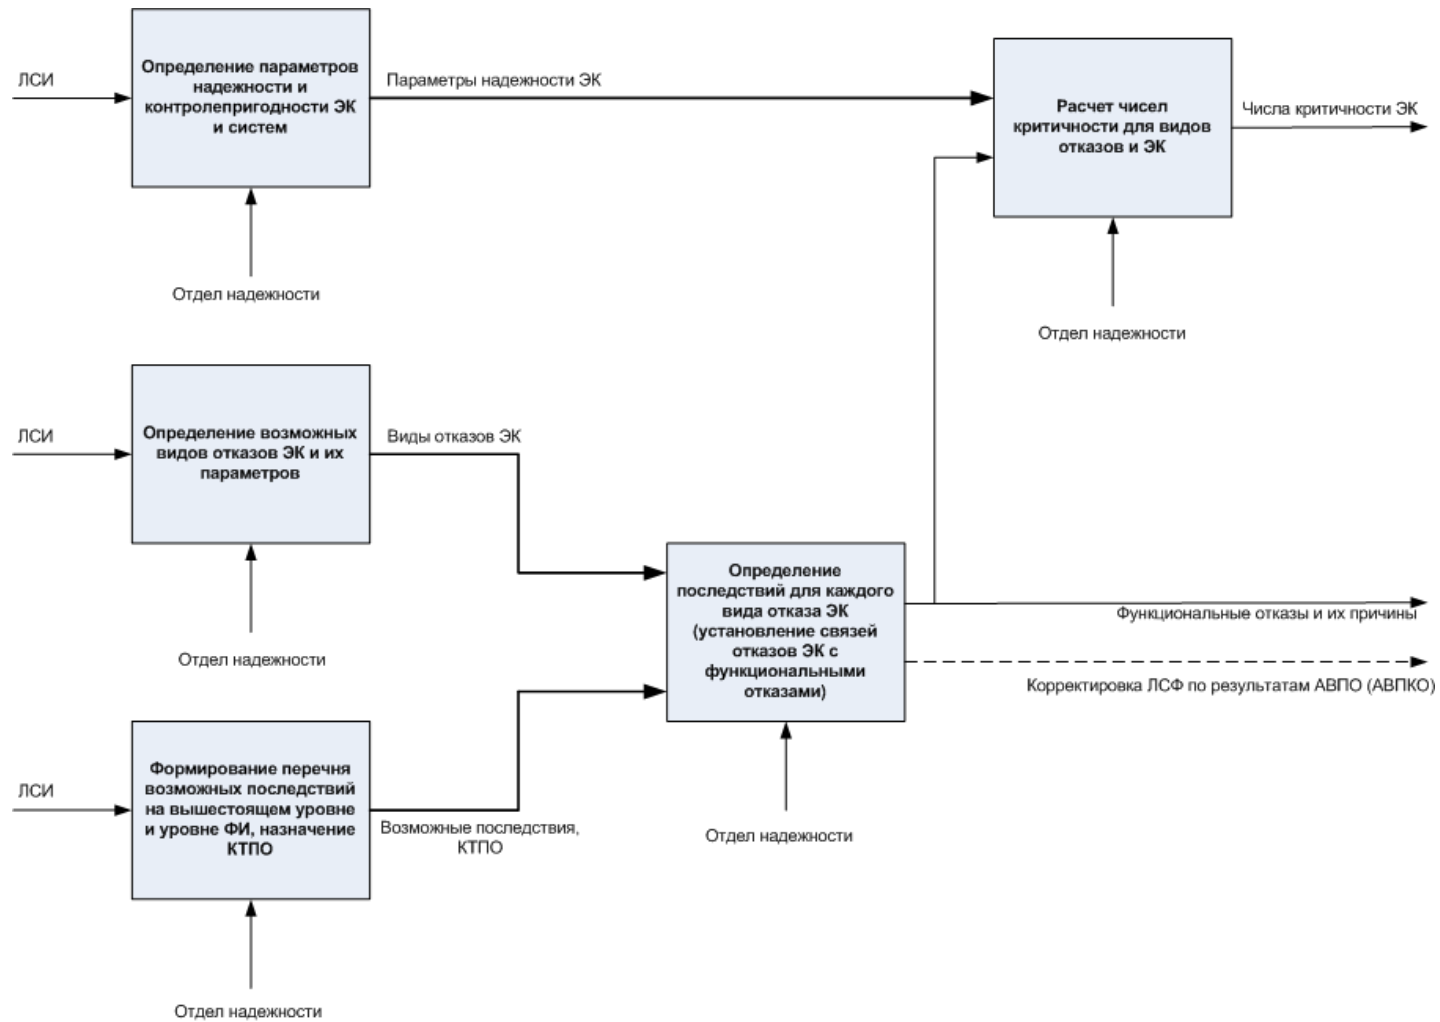 Определение параметров
надежности и
контролепригодности ЭК
и систем
ЛСИ
Параметры надежности ЭК
Расчет чисел
критичности для видов
отказов и ЭК
Числа критичности ЭК
Отдел надежности
Отдел надежности
Определение возможных
видов отказов ЭК и их
параметров
ЛСИ
Виды отказов ЭК
Отдел надежности
Определение
последствий для каждого
вида отказа ЭК
(установление связей
отказов ЭК с
функциональными
отказами)
Функциональные отказы и их причины
Корректировка ЛСФ по результатам АВПО (АВПКО)
Отдел надежности
Формирование перечня
возможных последствий
на вышестоящем уровне
и уровне ФИ, назначение
КТПО
ЛСИ
Возможные последствия,
КТПО
Отдел надежности